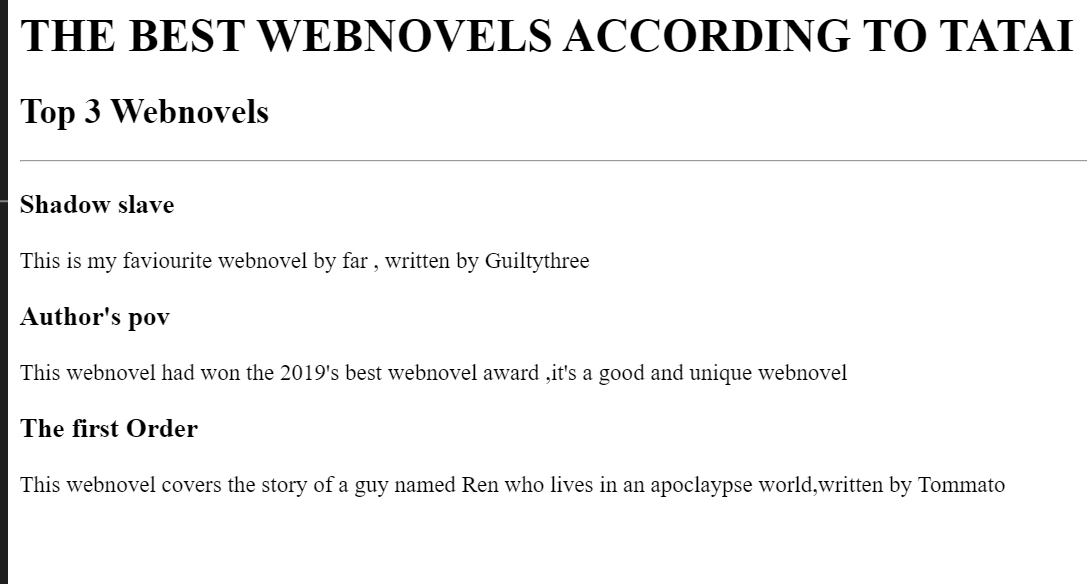 THE BEST WEBNOVELS ACCORDING TO TATAI
Top 3 Webnovels
Shadow slave
This is my faviourite webnovel by far , written by Guiltythree
Author's pov
This webnovel had won the 2019's best webnovel award ,it's a good and unique webnovel
The first Order
This webnovel covers the story of a guy named Ren who lives in an apoclaypse world,written by Tommato